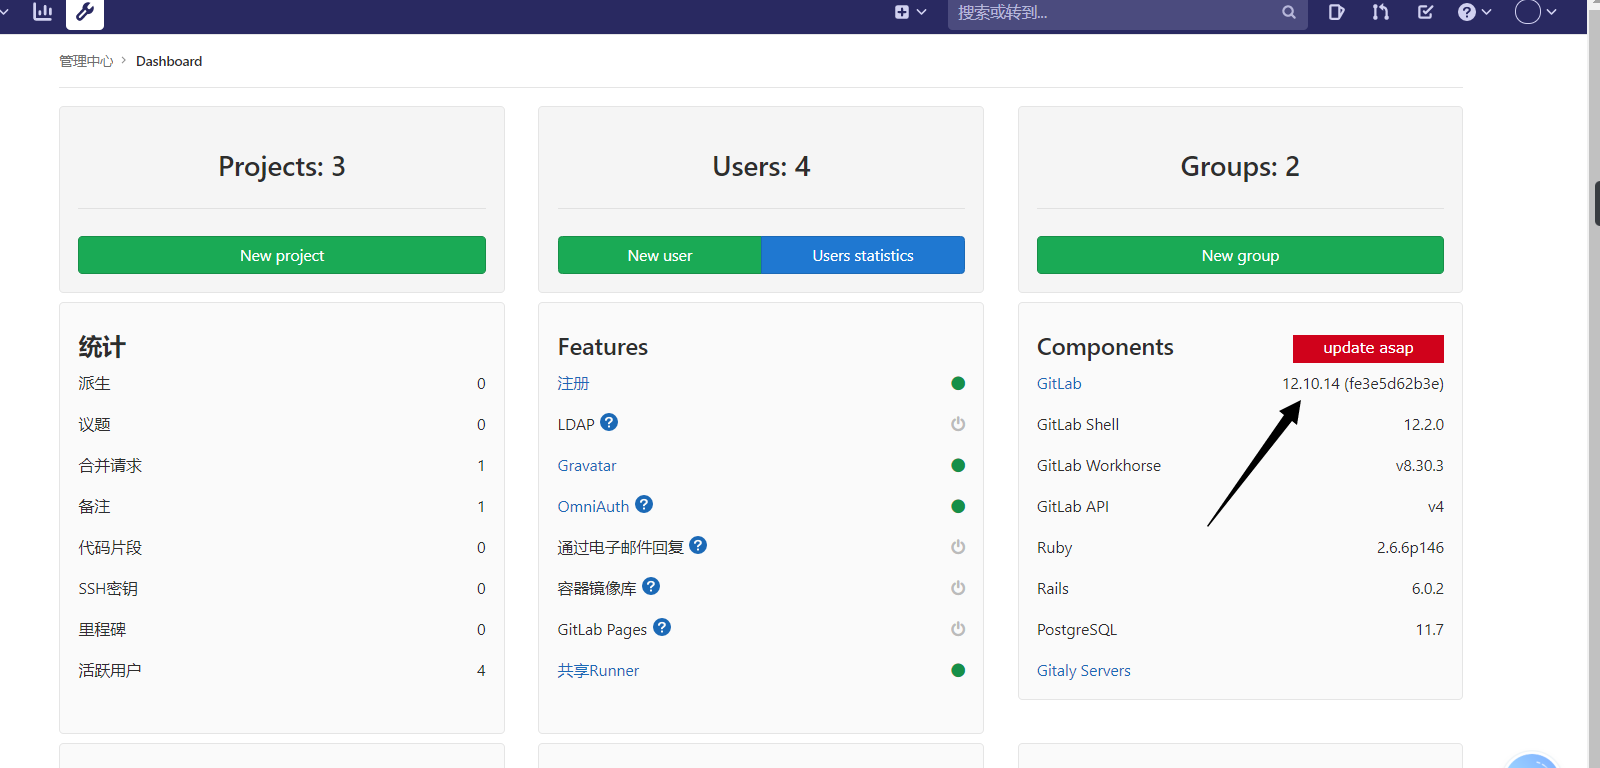 搜索或转到...
管理中心 > Dashboard
Projects: 3
New project
Users: 4
New user
Users statistics
Groups: 2
New group
统计
派生 0
议题 0
合并请求 1
备注 1
代码片段 0
SSH密钥 0
里程碑 0
活跃用户 4
Features
注册
LDAP
Gravatar
OmniAuth
通过电子邮件回复
容器镜像库
GitLab Pages
共享Runner
Components update asap
GitLab 12.10.14 (fe3e5d62b3e)
GitLab Shell 12.2.0
GitLab Workhorse v8.30.3
GitLab API v4
Ruby 2.6.6p146
Rails 6.0.2
PostgreSQL 11.7
Gitaly Servers